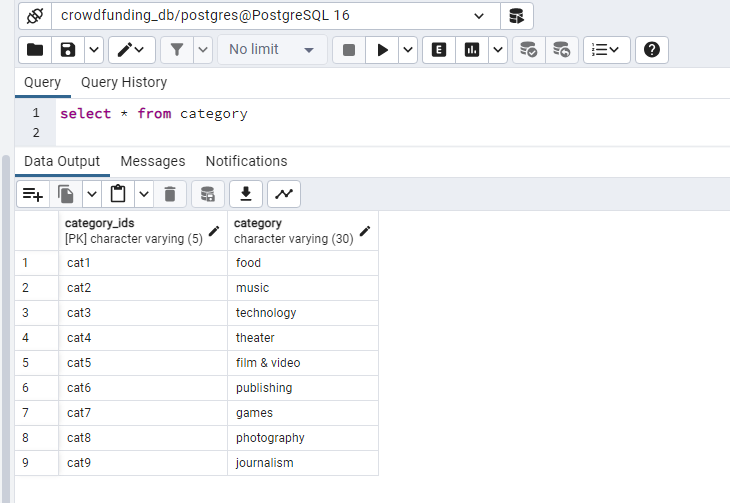 crowdfunding_db/postgres@PostgreSQL 16
No limit
E
Query Query History
1 select * from category
2
Data Output Messages Notifications
category_ids category
[PK] character varying (5) character varying (30)
1 cat1 food
2 cat2 music
3 cat3 technology
4 cat4 theater
5 cat5 film & video
6 cat6 publishing
7 cat7 games
8 cat8 photography
9 cat9 journalism